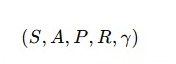 (S, A, P, R, γ)